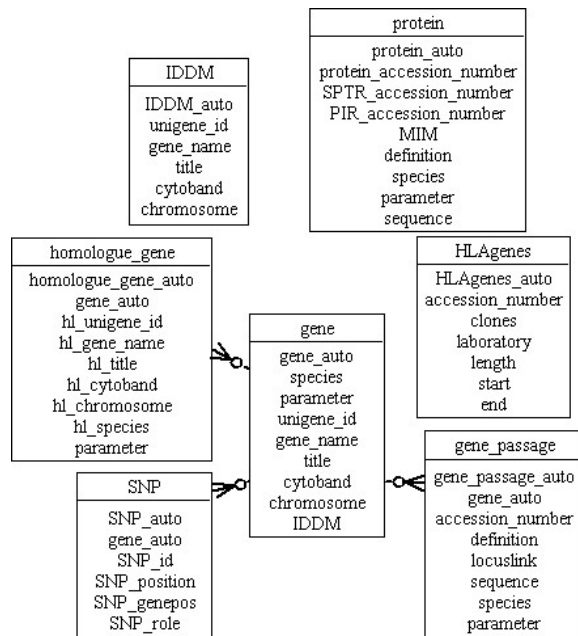 protein
protein_auto
protein_accession_number
SPTR_accession_number
PIR_accession_number
MIM
definition
species
parameter
sequence
IDDM
IDDM_auto
unigene_id
gene_name
title
cytoband
chromosome
homologue_gene
homologue_gene_auto
gene_auto
hl_unigene_id
hl_gene_name
hl_title
hl_cytoband
hl_chromosome
hl_species
parameter
HLAgenes
HLAgenes_auto
accession_number
clones
laboratory
length
start
end
gene
gene_auto
species
parameter
unigene_id
gene_name
title
cytoband
chromosome
IDDM
gene_passage
gene_passage_auto
gene_auto
accession_number
definition
locuslink
sequence
species
parameter
SNP
SNP_auto
gene_auto
SNP_id
SNP_position
SNP_genepos
SNP_role